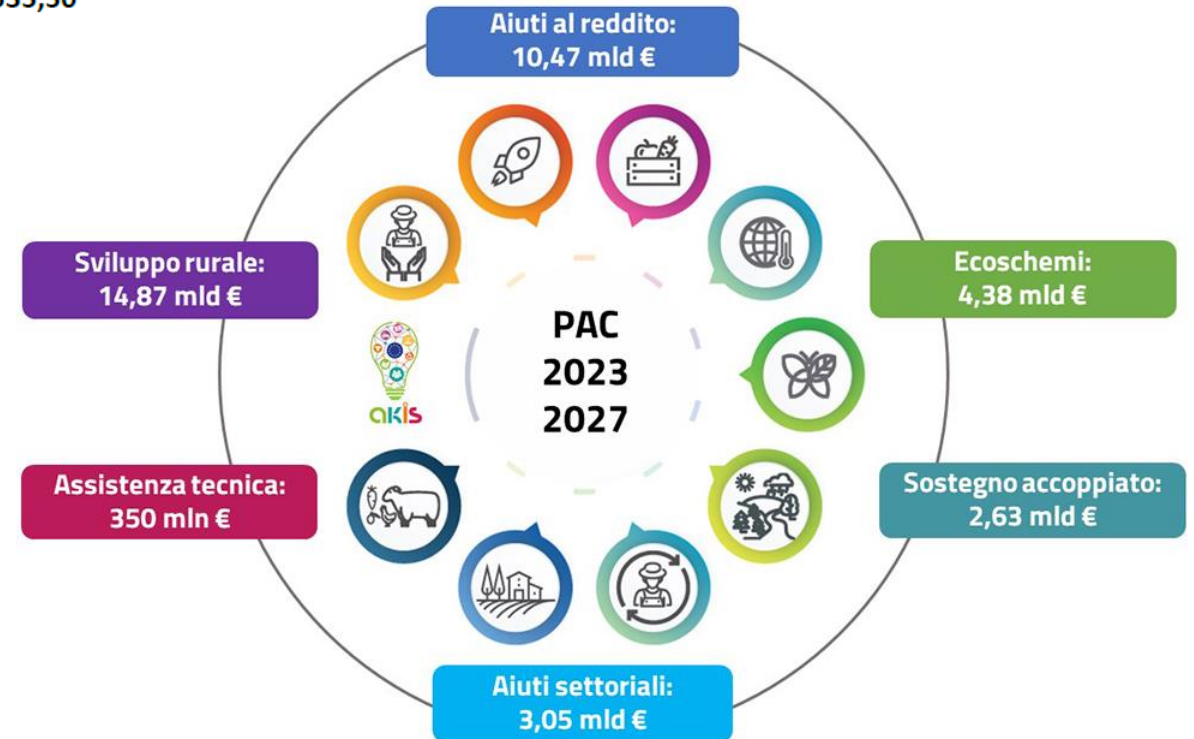 Aiuti al reddito:
10,47 mld €
Sviluppo rurale:
14,87 mld €
Ecoschemi:
4,38 mld €
PAC
2023
2027
akis
Assistenza tecnica:
350 mln €
Sostegno accoppiato:
2,63 mld €
Aiuti settoriali:
3,05 mld €